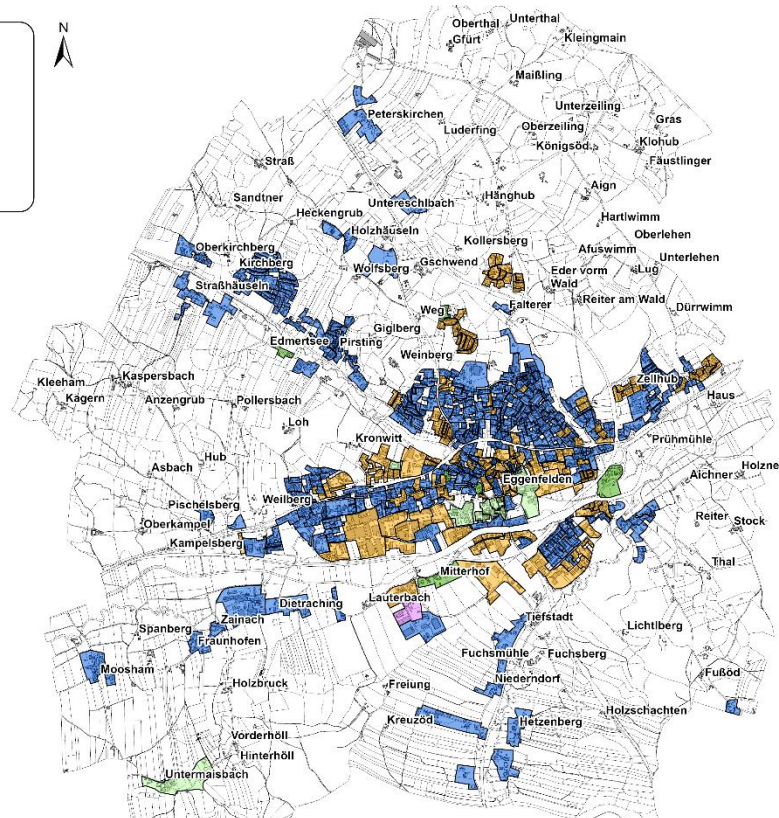 N
Oberthal
Unterthal
Gfürt
Kleingmain
Maißling
Unterzeiling
Peterskirchen
Gras
Luderfing
Oberzeiling
Königsöd
Klohub
Fäustlinger
Straß
Aign
Sandtner
Untereschlbach
Hänghub
Heckengrub
Hartlwimm
Holzhäuseln
Oberlehen
Oberkirchberg
Kollersberg
Afuswimm
Kirchberg
Unterlehen
Wolfsberg
Gschwend
Eder vorm
Wald
Lug
Straßhäuseln
Reiter am Wald
Falterer
Dürrwimm
Weg
Giglberg
Edmertsee
Pirsting
Weinberg
Kleeham
Kaspersbach
Zellhub
Kagern
Anzengrub
Pollersbach
Haus
Loh
Kronwitt
Prühmühle
Hub
Asbach
Aichner
Holzne
Eggenfelden
Pischelsberg
Weilberg
Oberkampel
Reiter
Stock
Kampelsberg
Thal
Mitterhof
Lauterbach
Dietraching
Zainach
Tiefstadt
Spanberg
Lichtlberg
Fraunhofen
Fuchsmühle
Fuchsberg
Moosham
Niederndorf
Fußöd
Holzbruck
Freiung
Holzschachten
Kreuzöd
Hetzenberg
Vorderhöll
Hinterhöll
Untermaisbach